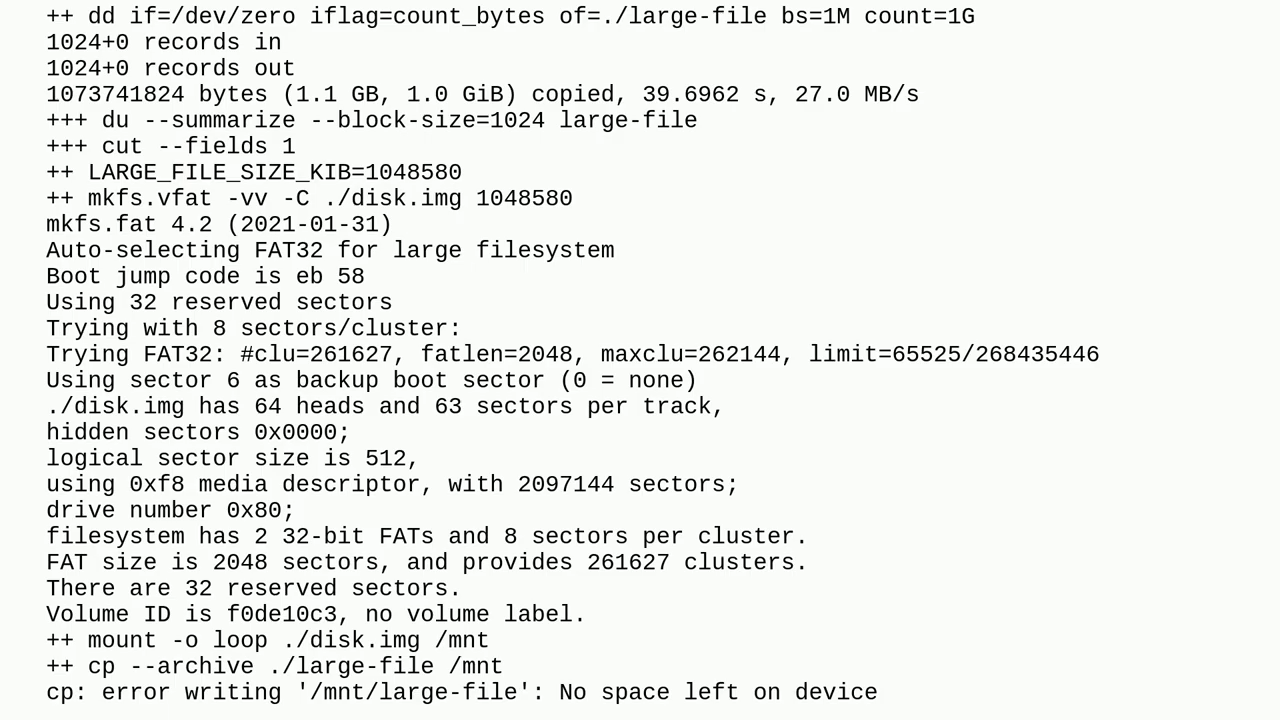 ++ dd if=/dev/zero iflag=count_bytes of=./large-file bs=1M count=1G
1024+0 records in
1024+0 records out
1073741824 bytes (1.1 GB, 1.0 GiB) copied, 39.6962 s, 27.0 MB/s
+++ du --summarize --block-size=1024 large-file
+++ cut --fields 1
++ LARGE_FILE_SIZE_KIB=1048580
++ mkfs.vfat -vv -C ./disk.img 1048580
mkfs.fat 4.2 (2021-01-31)
Auto-selecting FAT32 for large filesystem
Boot jump code is eb 58
Using 32 reserved sectors
Trying with 8 sectors/cluster:
Trying FAT32: #clu=261627, fatlen=2048, maxclu=262144, limit=65525/268435446
Using sector 6 as backup boot sector (0 = none)
./disk.img has 64 heads and 63 sectors per track,
hidden sectors 0x0000;
logical sector size is 512,
using 0xf8 media descriptor, with 2097144 sectors;
drive number 0x80;
filesystem has 2 32-bit FATs and 8 sectors per cluster.
FAT size is 2048 sectors, and provides 261627 clusters.
There are 32 reserved sectors.
Volume ID is f0de10c3, no volume label.
++ mount -o loop ./disk.img /mnt
++ cp --archive ./large-file /mnt
cp: error writing '/mnt/large-file': No space left on device